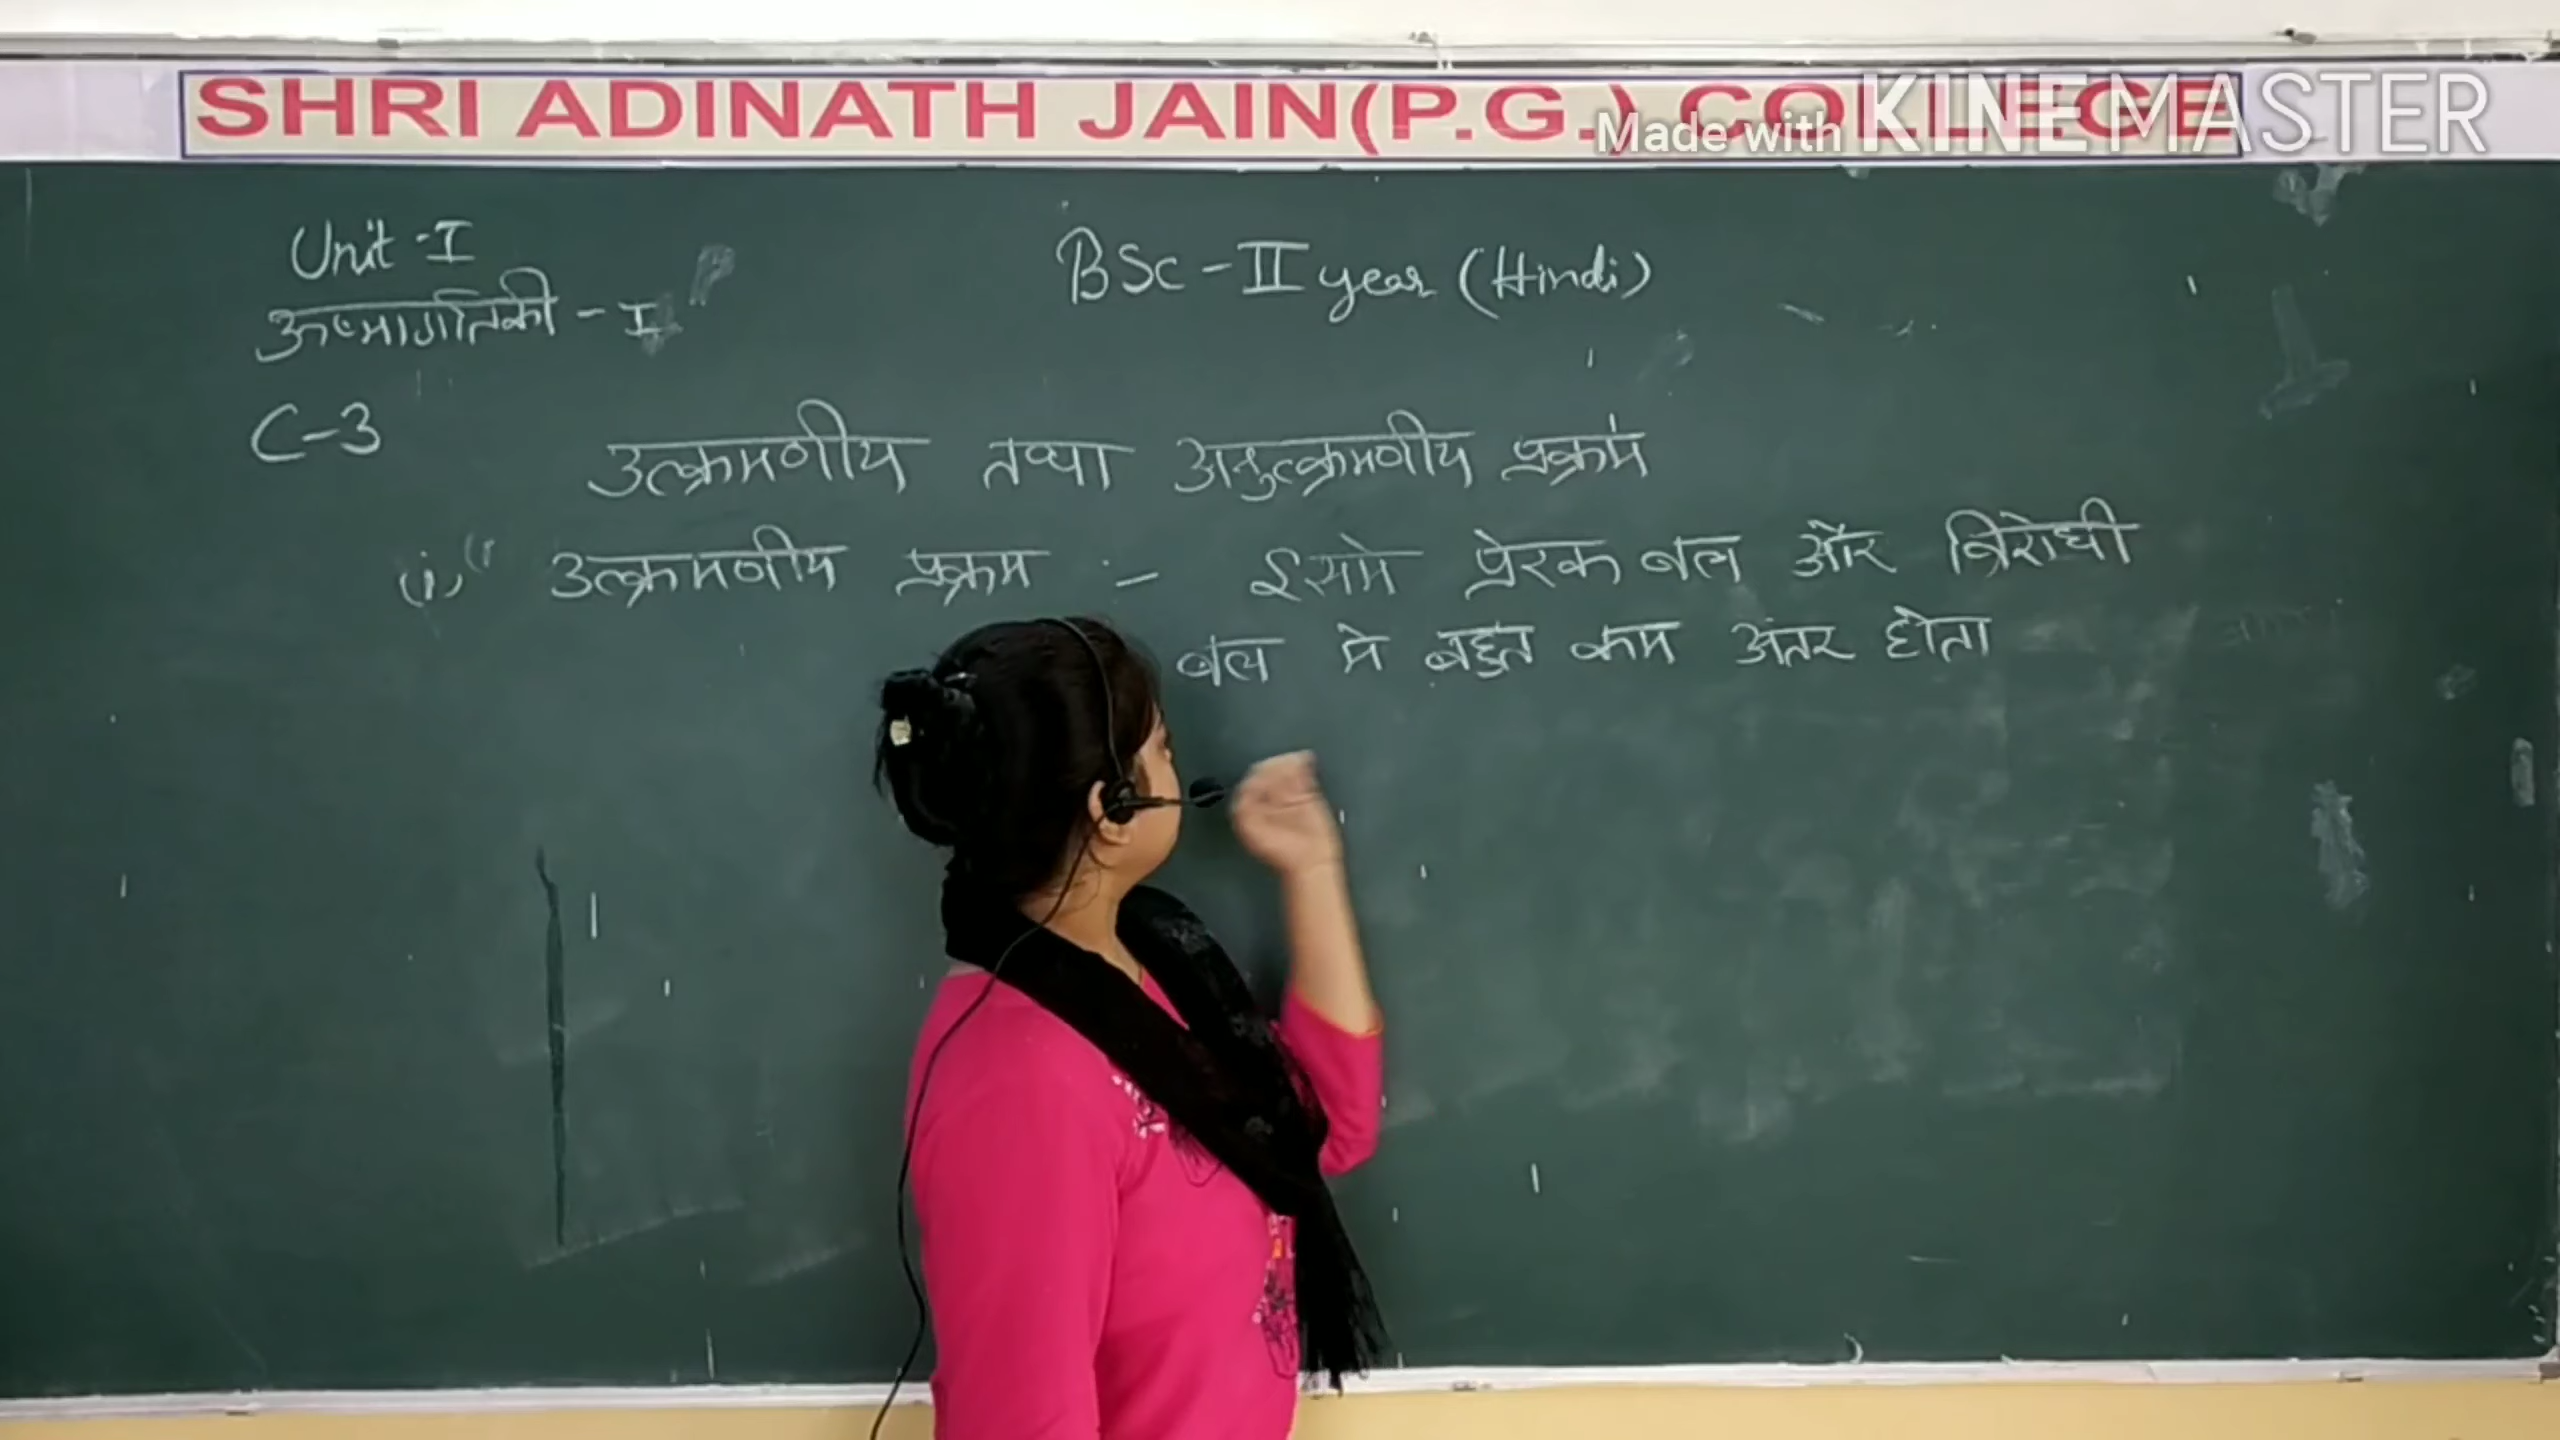 SHRI ADINATH JAIN(P.G.) COLLEGE
Made with KINEMASTER
Unit-I
BSc-II year (Hindi)
ऊष्मागतिकी - I
C-3
उत्क्रमणीय तथा अनुत्क्रमणीय प्रक्रम
(i) उत्क्रमणीय प्रक्रम :- इसमे प्रेरक बल और विरोधी
बल मे बहुत कम अंतर होता